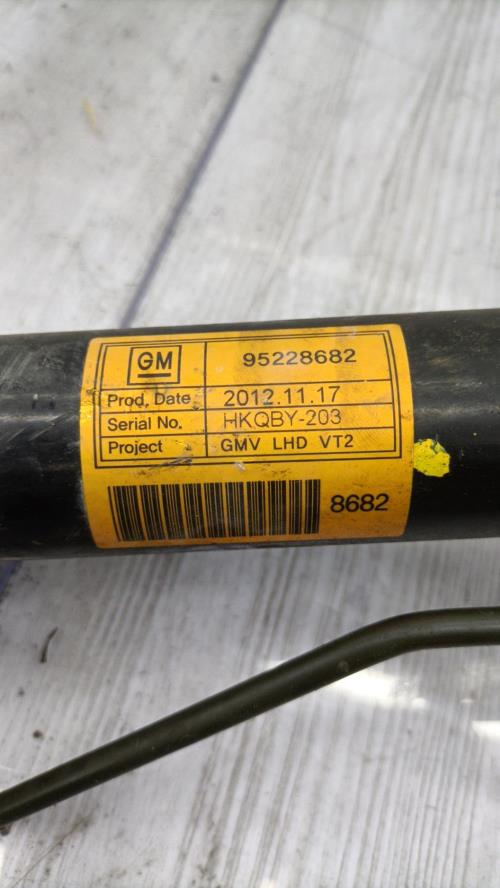 GM 95228682
Prod. Date 2012.11.17
Serial No. HKQBY-203
Project GMV LHD VT2
8682